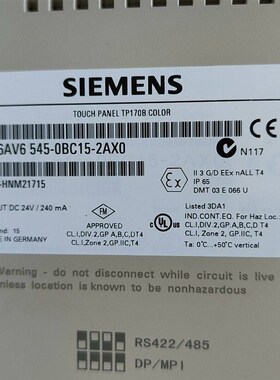 SIEMENS
TOUCH PANEL TP170B COLOR
6AV6 545-0BC15-2AX0
N117
-HNM21715
II 3 G/D EEx nALL T4
IP 65
DMT 03 E 066 U
UT DC 24V / 240 mA
FM
APPROVED
Listed 3DA1
nd: 15
CL.I,DIV.2,GP A,B,C,D T4
CL.I, Zone 2, GP.IIC, T4
IND.CONT.EQ. For Haz Loc.
CL.I,DIV.2,GP.A,B,C,D T4
CL.I, Zone 2, GP.IIC,T4
Ta: 0°C...+50°C vertical
Warning - do not disconnect while circuit is live
unless location is known to be nonhazardous
RS422/485
DP/MPI